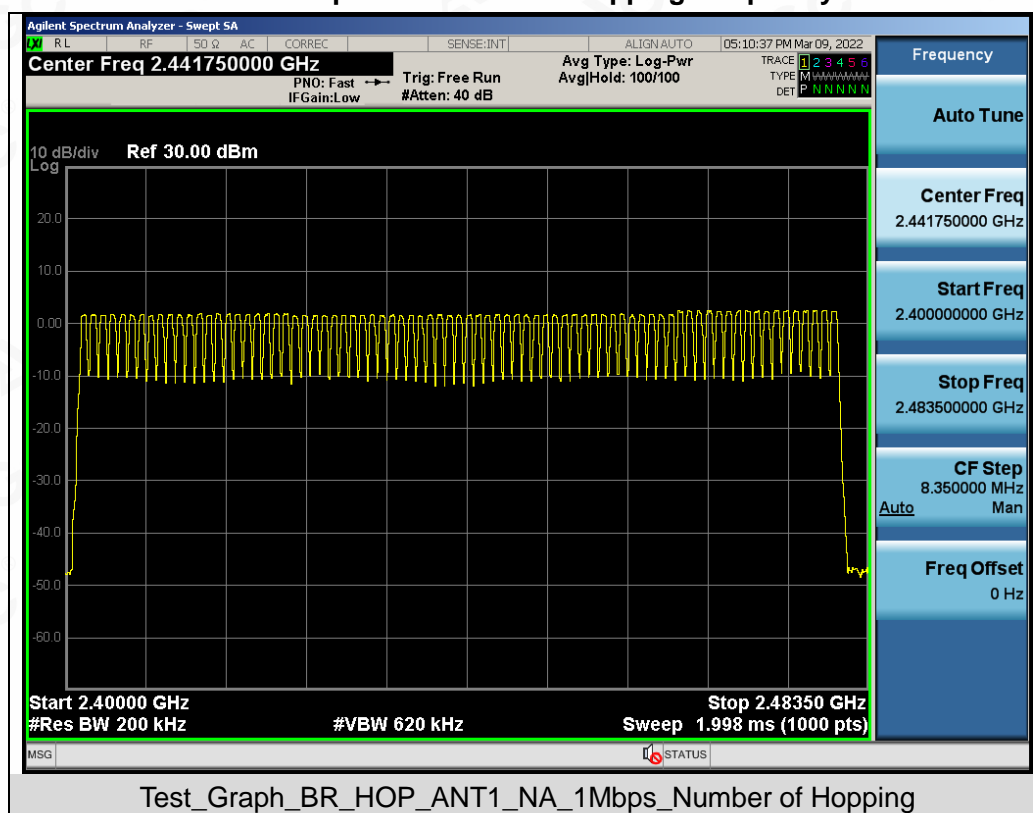 Agilent Spectrum Analyzer - Swept SA
LXI RL RF 50 Ω AC CORREC SENSE:INT ALIGN AUTO 05:10:37 PM Mar 09, 2022
Center Freq 2.441750000 GHz
PNO: Fast
IFGain:Low
Trig: Free Run
#Atten: 40 dB
Avg Type: Log-Pwr
Avg|Hold: 100/100
TRACE 1 2 3 4 5 6
TYPE M
DET P N N N N N
Frequency
Auto Tune
Center Freq
2.441750000 GHz
Start Freq
2.400000000 GHz
Stop Freq
2.483500000 GHz
CF Step
8.350000 MHz
Auto Man
Freq Offset
0 Hz
10 dB/div Ref 30.00 dBm
Log
20.0
10.0
0.00
-10.0
-20.0
-30.0
-40.0
-50.0
-60.0
Start 2.40000 GHz Stop 2.48350 GHz
#Res BW 200 kHz #VBW 620 kHz Sweep 1.998 ms (1000 pts)
MSG STATUS
Test_Graph_BR_HOP_ANT1_NA_1Mbps_Number of Hopping